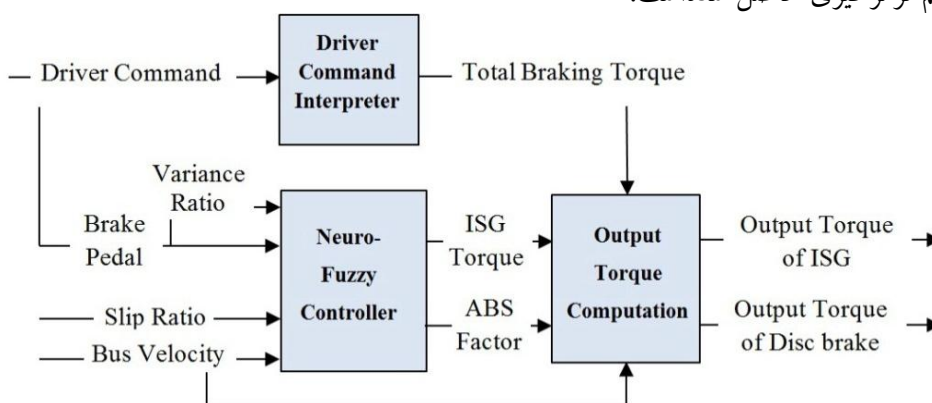 Driver
Command
Interpreter
Driver Command
Total Braking Torque
Variance
Ratio
Brake
Pedal
Slip Ratio
Bus Velocity
Neuro-
Fuzzy
Controller
ISG
Torque
ABS
Factor
Output
Torque
Computation
Output Torque
of ISG
Output Torque
of Disc brake